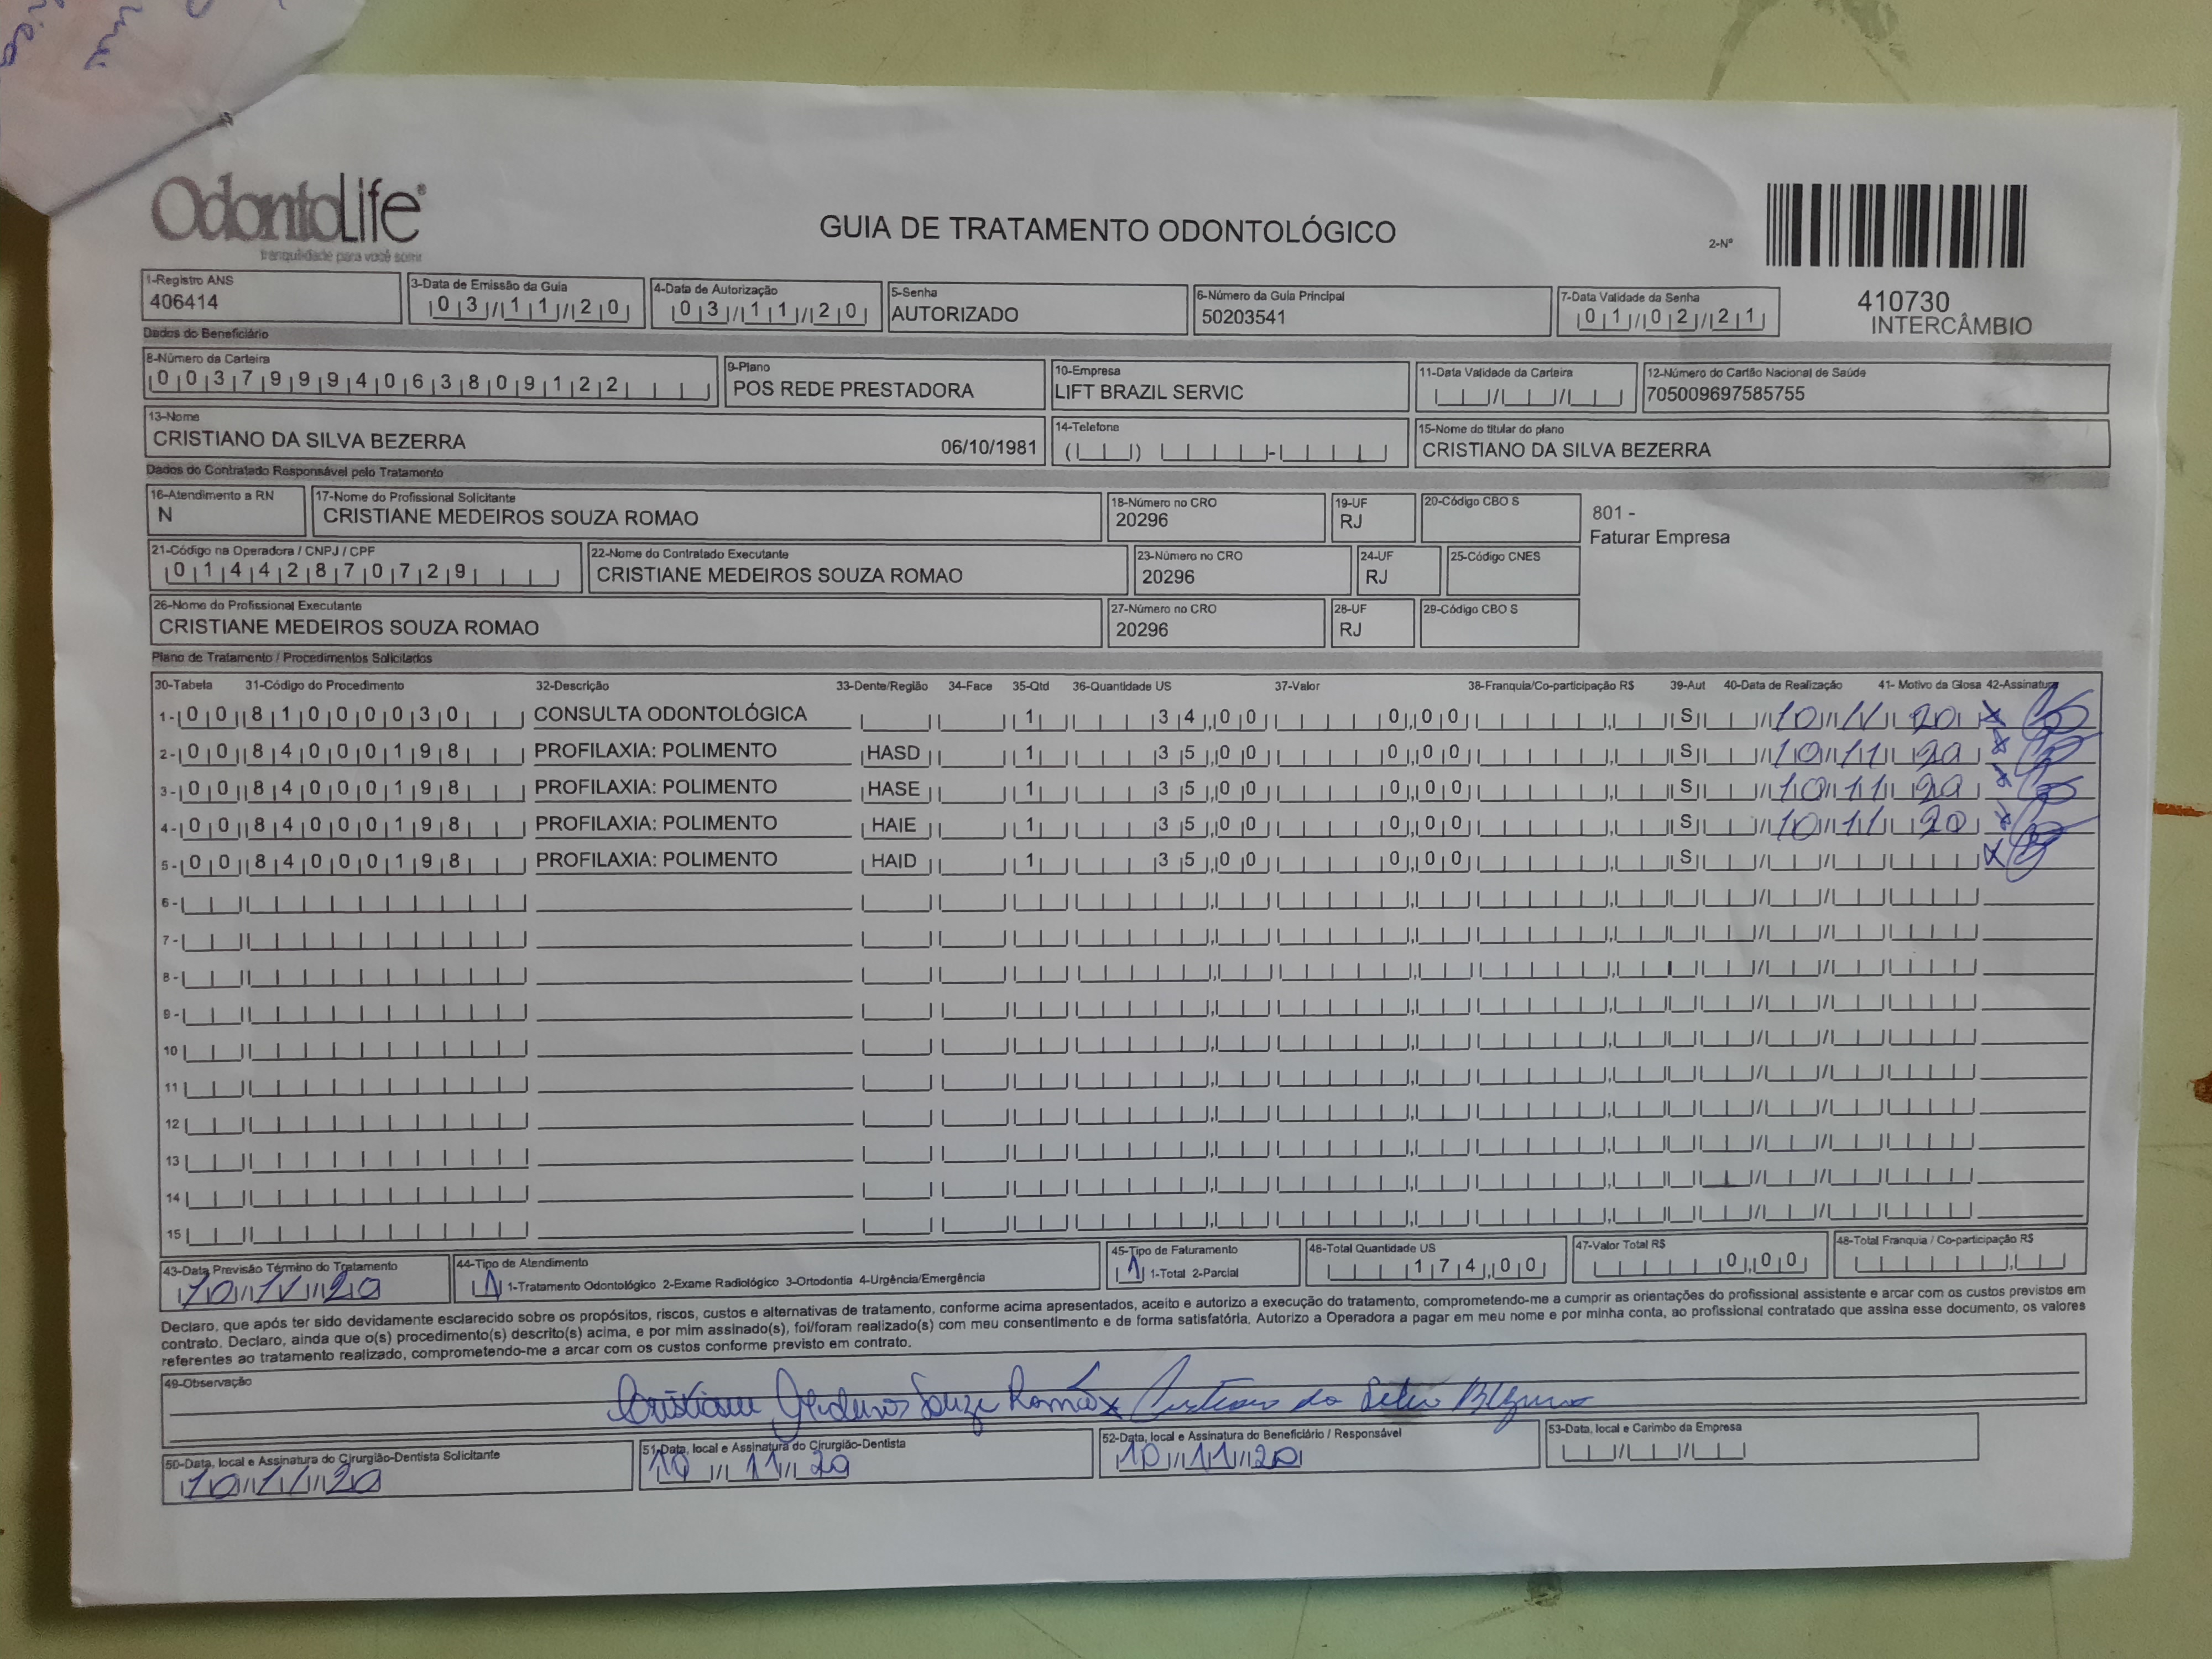 OdontoLife®
tranquilidade para você sorrir
GUIA DE TRATAMENTO ODONTOLÓGICO
2-Nº
410730
INTERCÂMBIO
1-Registro ANS
406414
3-Data de Emissão da Guia
03/11/20
4-Data de Autorização
03/11/20
5-Senha
AUTORIZADO
6-Número da Guia Principal
50203541
7-Data Validade da Senha
01/02/21
Dados do Beneficiário
8-Número da Carteira
00379994063809122
9-Plano
POS REDE PRESTADORA
10-Empresa
LIFT BRAZIL SERVIC
11-Data Validade da Carteira
12-Número do Cartão Nacional de Saúde
705009697585755
13-Nome
CRISTIANO DA SILVA BEZERRA 06/10/1981
14-Telefone
15-Nome do titular do plano
CRISTIANO DA SILVA BEZERRA
Dados do Contratado Responsável pelo Tratamento
16-Atendimento a RN
N
17-Nome do Profissional Solicitante
CRISTIANE MEDEIROS SOUZA ROMAO
18-Número no CRO
20296
19-UF
RJ
20-Código CBO S
801 -
Faturar Empresa
21-Código na Operadora / CNPJ / CPF
01442870729
22-Nome do Contratado Executante
CRISTIANE MEDEIROS SOUZA ROMAO
23-Número no CRO
20296
24-UF
RJ
25-Código CNES
26-Nome do Profissional Executante
CRISTIANE MEDEIROS SOUZA ROMAO
27-Número no CRO
20296
28-UF
RJ
29-Código CBO S
Plano de Tratamento / Procedimentos Solicitados
30-Tabela 31-Código do Procedimento 32-Descrição 33-Dente/Região 34-Face 35-Qtd 36-Quantidade US 37-Valor 38-Franquia/Co-participação R$ 39-Aut 40-Data de Realização 41- Motivo da Glosa 42-Assinatura
1- 00 81000030 CONSULTA ODONTOLÓGICA 1 34,00 0,00 S 10/11/20 x
2- 00 84000198 PROFILAXIA: POLIMENTO HASD 1 35,00 0,00 S 10/11/20 x
3- 00 84000198 PROFILAXIA: POLIMENTO HASE 1 35,00 0,00 S 10/11/20 x
4- 00 84000198 PROFILAXIA: POLIMENTO HAIE 1 35,00 0,00 S 10/11/20 x
5- 00 84000198 PROFILAXIA: POLIMENTO HAID 1 35,00 0,00 S x
6-
7-
8-
9-
10
11
12
13
14
15
43-Data Previsão Término do Tratamento
10/11/20
44-Tipo de Atendimento
1 1-Tratamento Odontológico 2-Exame Radiológico 3-Ortodontia 4-Urgência/Emergência
45-Tipo de Faturamento
1 1-Total 2-Parcial
46-Total Quantidade US
174,00
47-Valor Total R$
0,00
48-Total Franquia / Co-participação R$
Declaro, que após ter sido devidamente esclarecido sobre os propósitos, riscos, custos e alternativas de tratamento, conforme acima apresentados, aceito e autorizo a execução do tratamento, comprometendo-me a cumprir as orientações do profissional assistente e arcar com os custos previstos em
contrato. Declaro, ainda que o(s) procedimento(s) descrito(s) acima, e por mim assinado(s), foi/foram realizado(s) com meu consentimento e de forma satisfatória. Autorizo a Operadora a pagar em meu nome e por minha conta, ao profissional contratado que assina esse documento, os valores
referentes ao tratamento realizado, comprometendo-me a arcar com os custos conforme previsto em contrato.
49-Observação
Cristiane Medeiros Souza Romão x Cristiano da Silva Bezerra
50-Data, local e Assinatura do Cirurgião-Dentista Solicitante
10/11/20
51-Data, local e Assinatura do Cirurgião-Dentista
10/11/20
52-Data, local e Assinatura do Beneficiário / Responsável
10/11/20
53-Data, local e Carimbo da Empresa